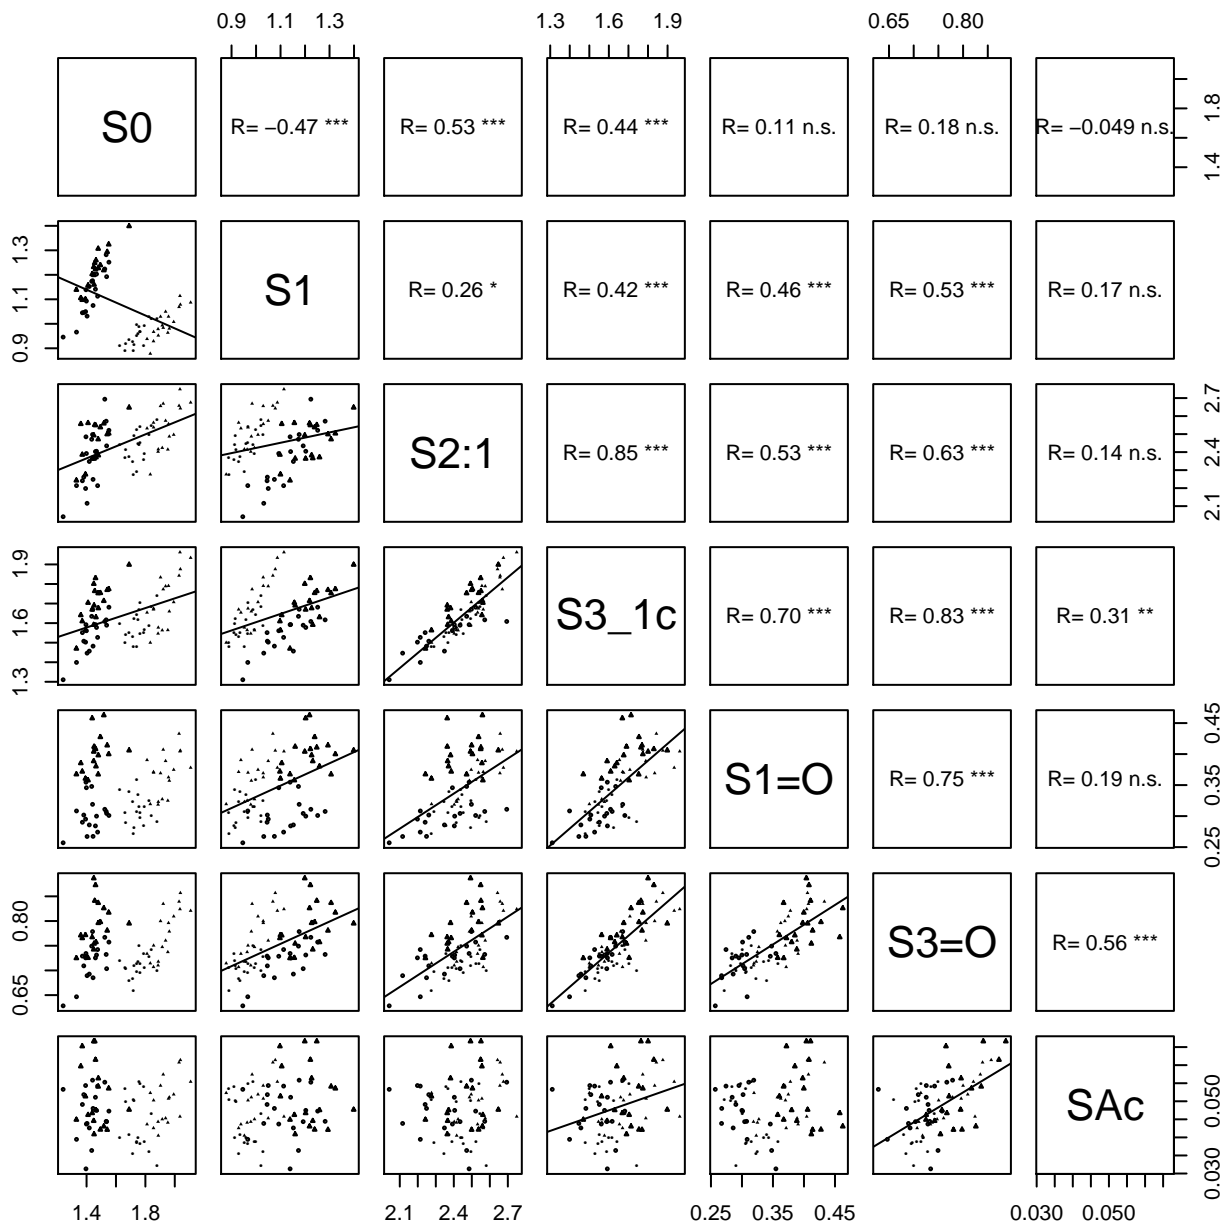 0.9 1.1 1.3 1.3 1.6 1.9 0.65 0.80
S0 R= −0.47 *** R= 0.53 *** R= 0.44 *** R= 0.11 n.s. R= 0.18 n.s. R= −0.049 n.s. 1.4 1.8
0.9 1.1 1.3 S1 R= 0.26 * R= 0.42 *** R= 0.46 *** R= 0.53 *** R= 0.17 n.s.
S2:1 R= 0.85 *** R= 0.53 *** R= 0.63 *** R= 0.14 n.s. 2.1 2.4 2.7
1.3 1.6 1.9 S3_1c R= 0.70 *** R= 0.83 *** R= 0.31 **
S1=O R= 0.75 *** R= 0.19 n.s. 0.25 0.35 0.45
0.65 0.80 S3=O R= 0.56 ***
SAc 0.030 0.050
1.4 1.8 2.1 2.4 2.7 0.25 0.35 0.45 0.030 0.050